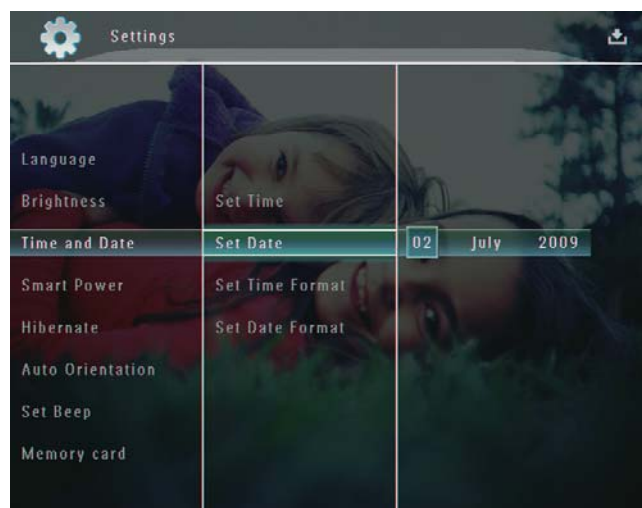 Settings
Language
Brightness
Time and Date
Smart Power
Hibernate
Auto Orientation
Set Beep
Memory card
Set Time
Set Date
Set Time Format
Set Date Format
02 July 2009